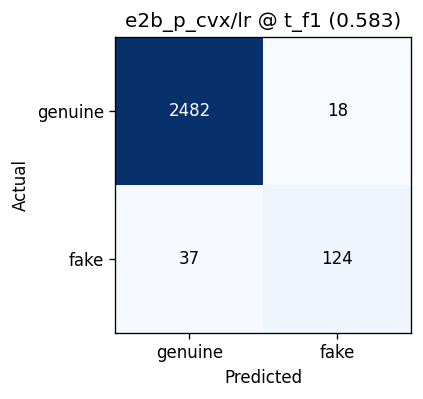 e2b_p_cvx/lr @ t_f1 (0.583)
genuine 2482 18
Actual
fake 37 124
genuine fake
Predicted